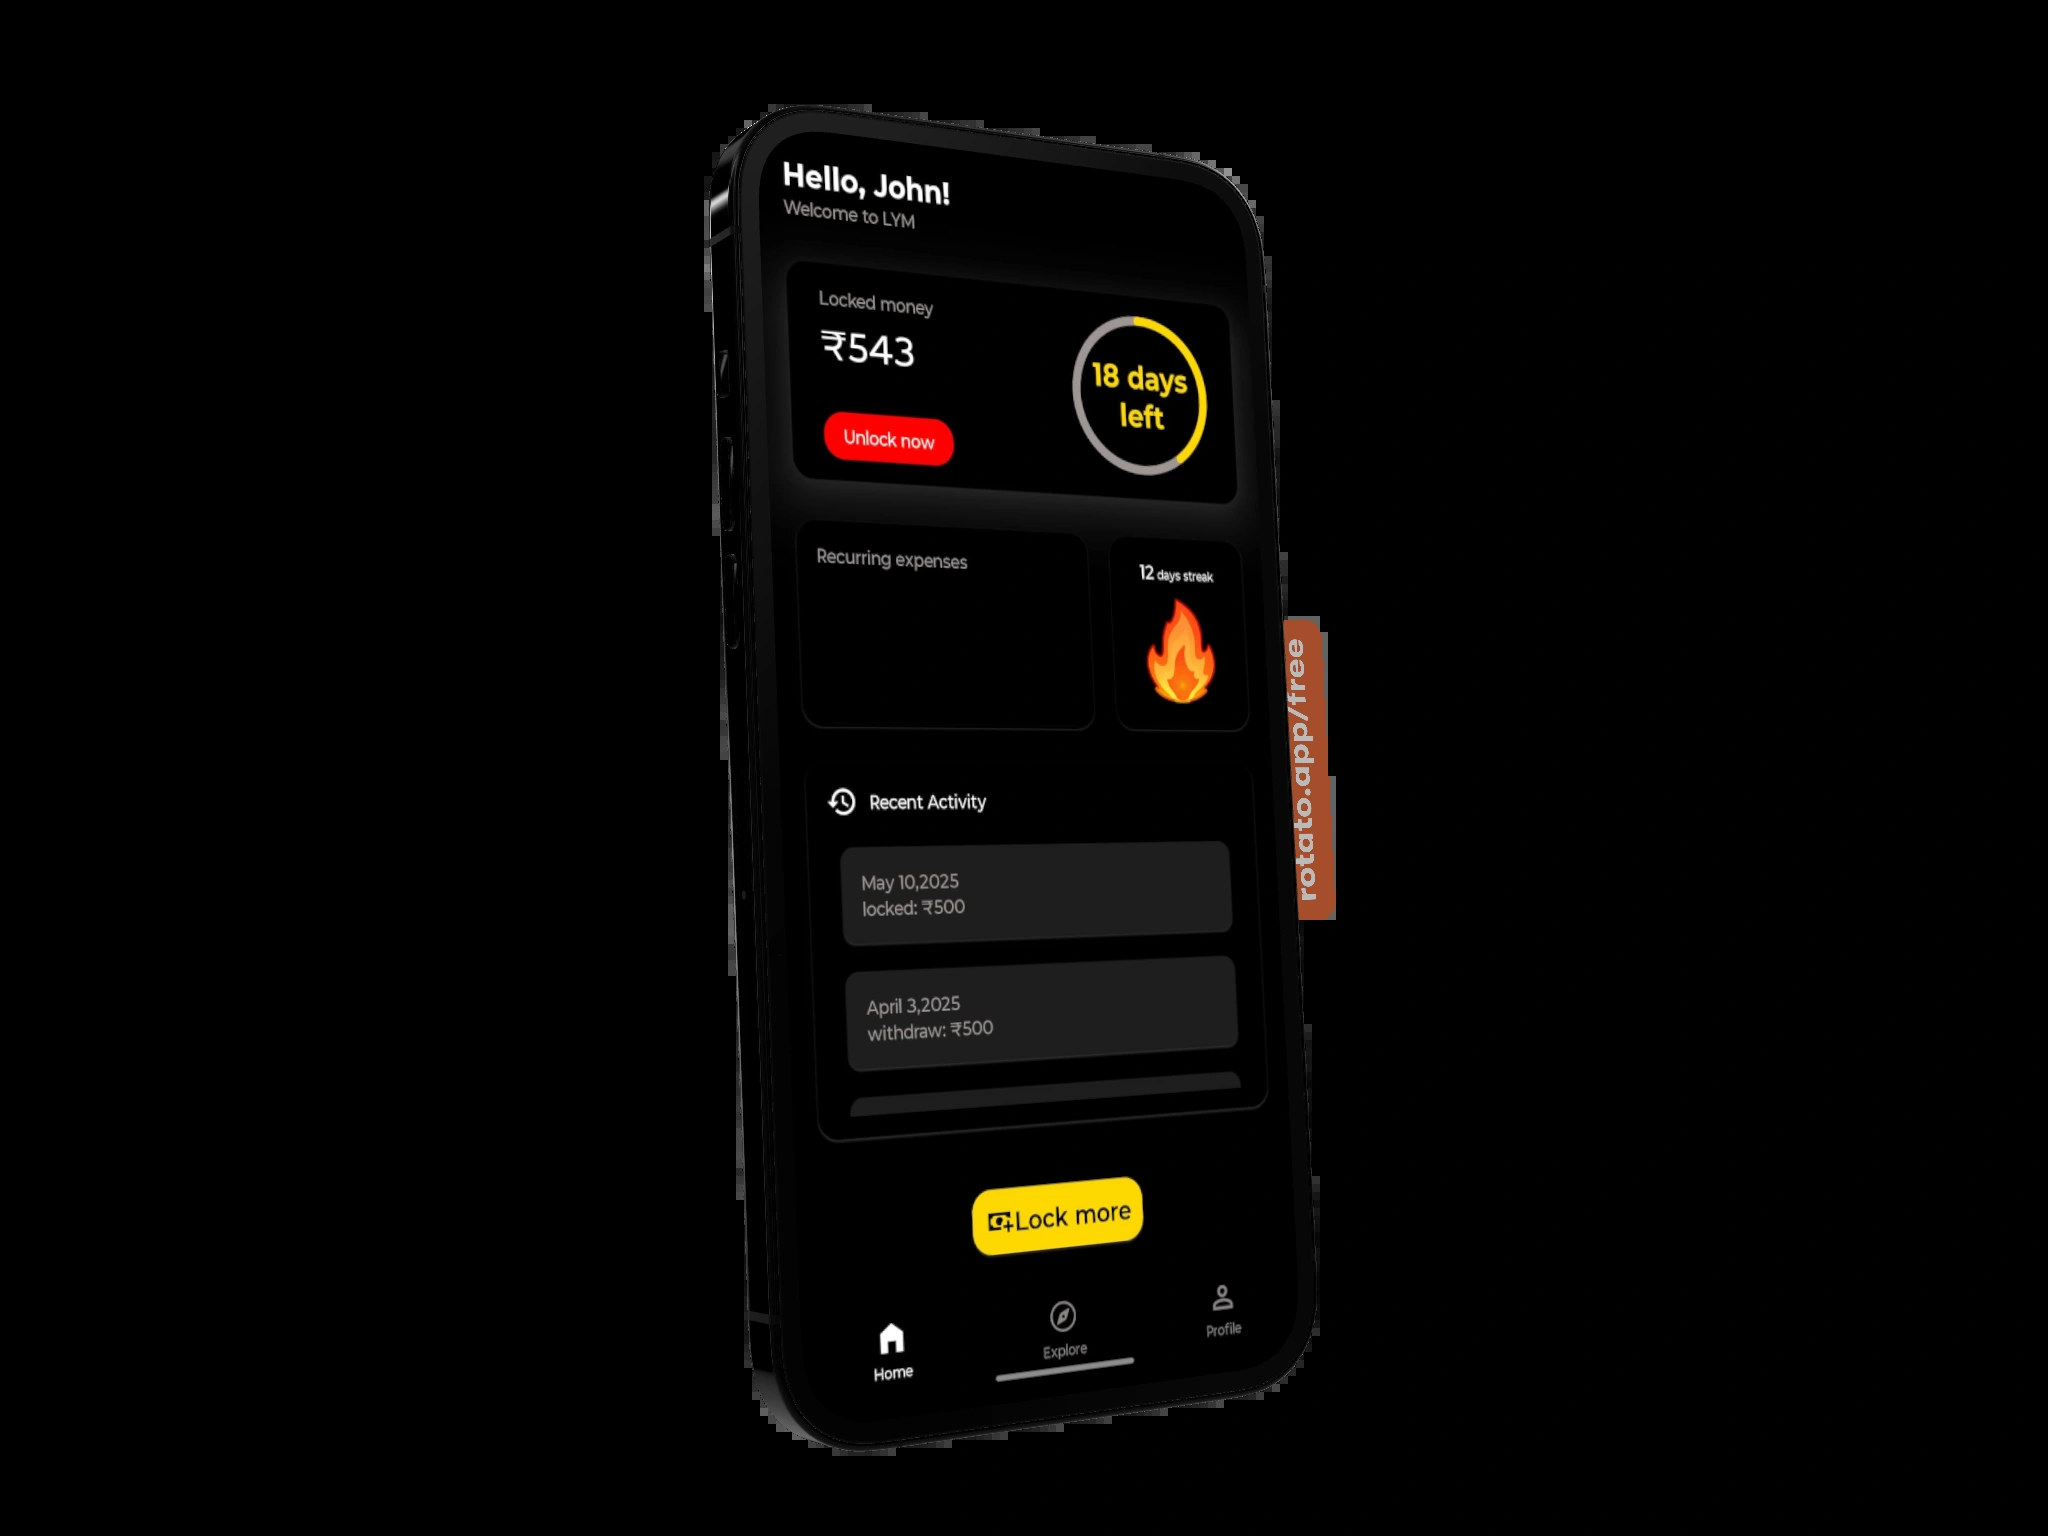 Hello, John!
Welcome to LYM
Locked money
₹543
18 days
left
Unlock now
Recurring expenses
12 days streak
Recent Activity
May 10,2025
locked: ₹500
April 3,2025
withdraw: ₹500
Lock more
Home
Explore
Profile
rotato.app/free